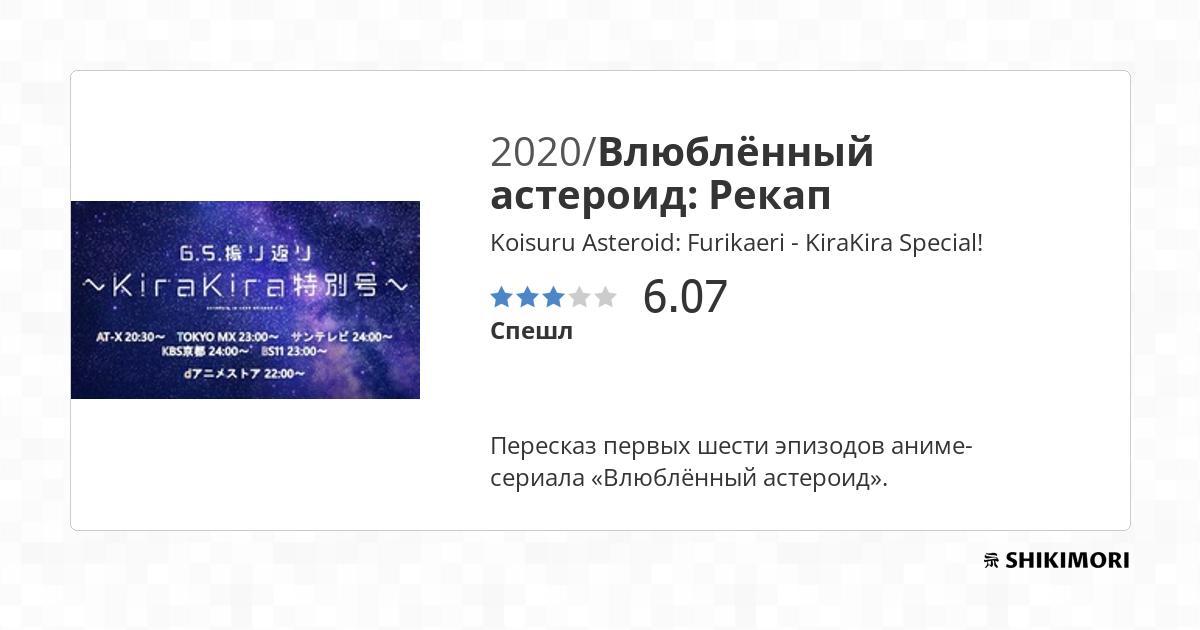 2020/Влюблённый
астероид: Рекап
Koisuru Asteroid: Furikaeri - KiraKira Special!
6.07
Спешл
6.5.振り返り
～KiraKira特別号～
AT-X 20:30～ TOKYO MX 23:00～ サンテレビ 24:00～
KBS京都 24:00～ BS11 23:00～
dアニメストア 22:00～
Пересказ первых шести эпизодов аниме-
сериала «Влюблённый астероид».
SHIKIMORI